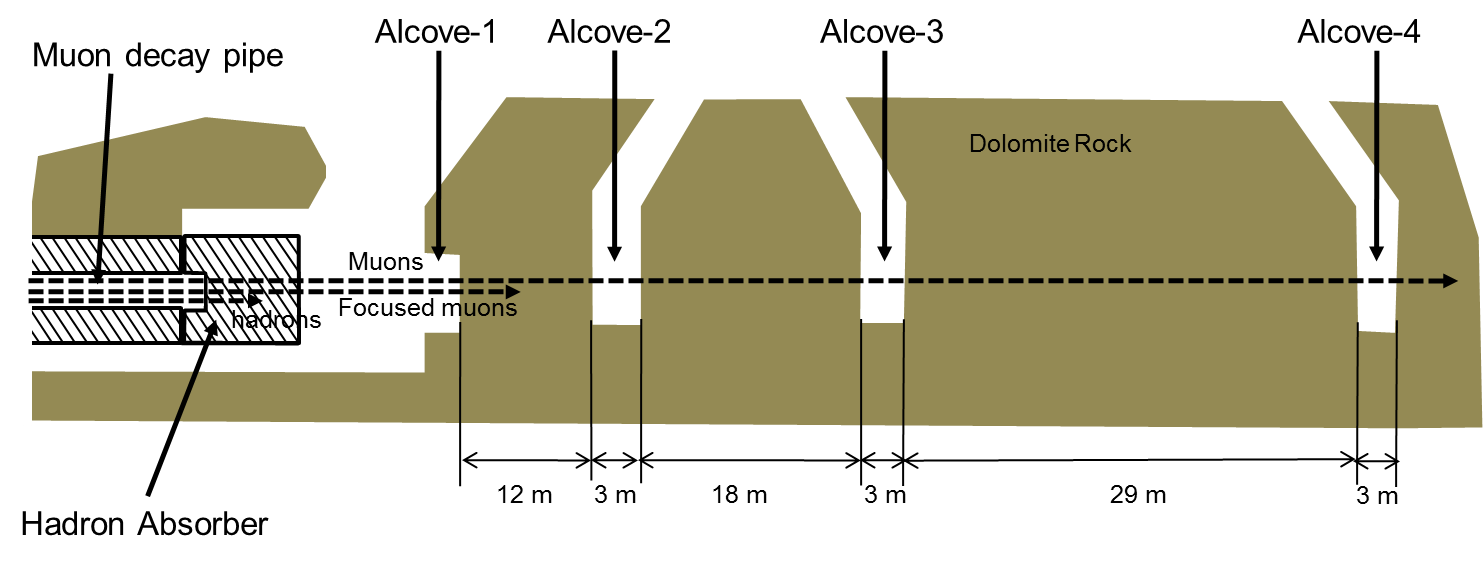 Alcove-1
Alcove-2
Alcove-3
Alcove-4
Muon decay pipe
Dolomite Rock
Muons
Focused muons
hadrons
12 m
3 m
18 m
3 m
29 m
3 m
Hadron Absorber